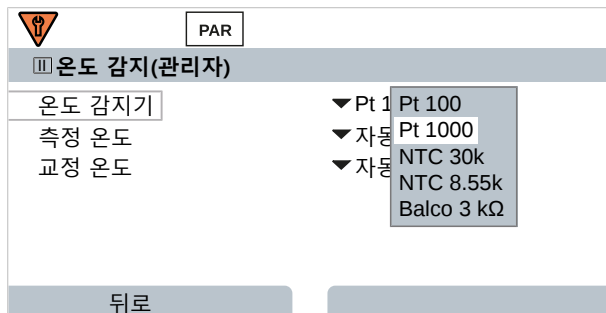 PAR
Ⅱ 온도 감지(관리자)
온도 감지기
Pt 1
Pt 100
측정 온도
자동
Pt 1000
교정 온도
자동
NTC 30k
NTC 8.55k
Balco 3 kΩ
뒤로